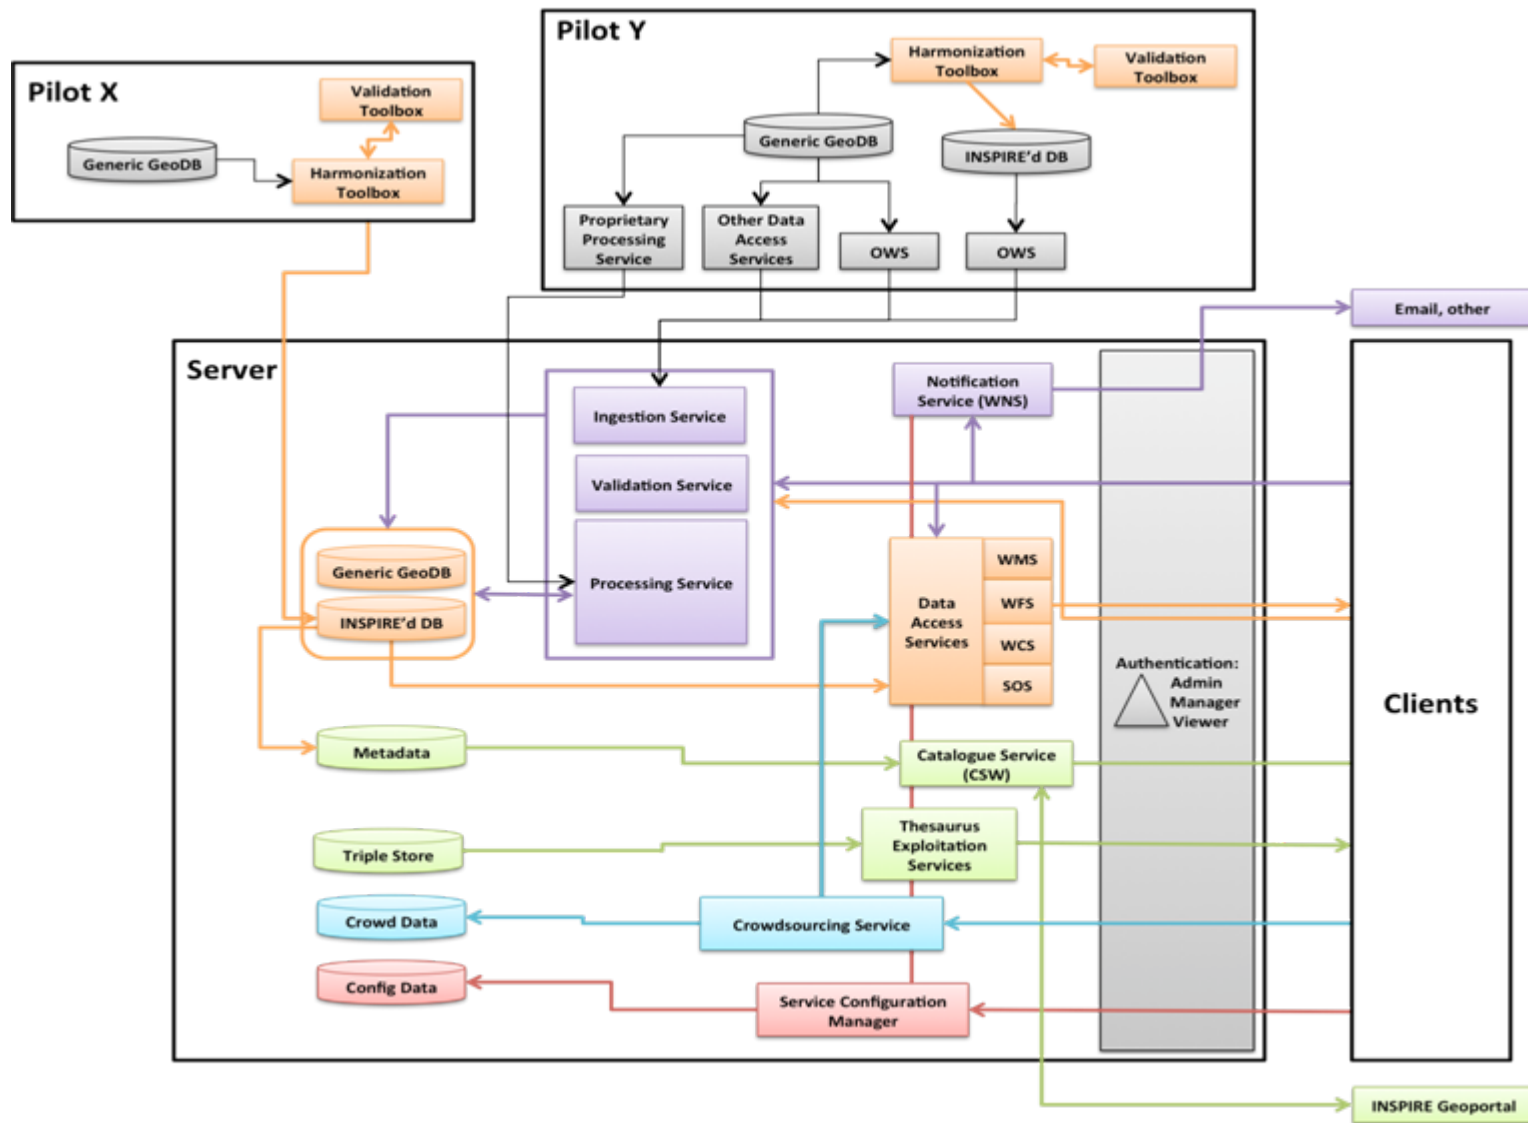 Pilot X
Validation
Toolbox
Generic GeoDB
Harmonization
Toolbox
Pilot Y
Harmonization
Toolbox
Validation
Toolbox
Generic GeoDB
INSPIRE'd DB
Proprietary
Processing
Service
Other Data
Access
Services
OWS
OWS
Email, other
Server
Ingestion Service
Validation Service
Processing Service
Notification
Service (WNS)
Generic GeoDB
INSPIRE'd DB
Data
Access
Services
WMS
WFS
WCS
SOS
Authentication:
Admin
Manager
Viewer
Clients
Metadata
Catalogue Service
(CSW)
Triple Store
Thesaurus
Exploitation
Services
Crowd Data
Crowdsourcing Service
Config Data
Service Configuration
Manager
INSPIRE Geoportal